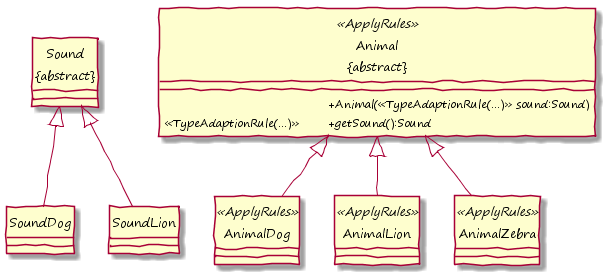 Sound
{abstract}
«ApplyRules»
Animal
{abstract}
+Animal(«TypeAdaptionRule(...)» sound:Sound)
«TypeAdaptionRule(...)» +getSound():Sound
SoundDog
SoundLion
«ApplyRules»
AnimalDog
«ApplyRules»
AnimalLion
«ApplyRules»
AnimalZebra